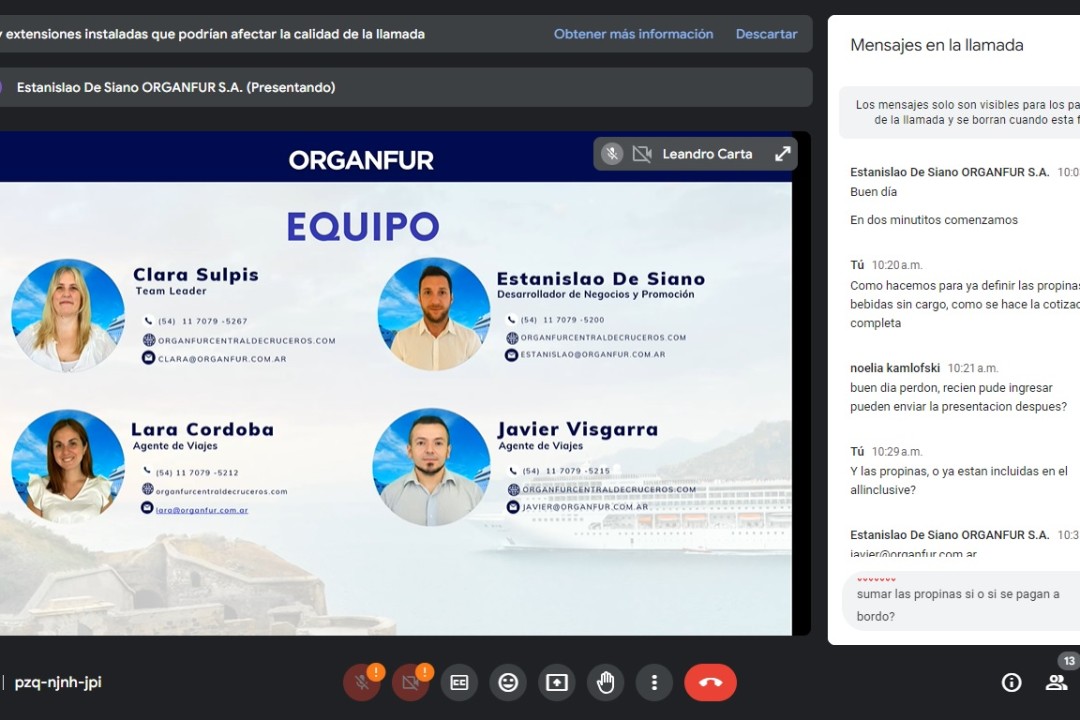 y extensiones instaladas que podrían afectar la calidad de la llamada
Obtener más información
Descartar
Estanislao De Siano ORGANFUR S.A. (Presentando)
ORGANFUR
Leandro Carta
EQUIPO
Clara Sulpis
Team Leader
(54) 11 7079 -5267
ORGANFURCENTRALDECRUCEROS.COM
CLARA@ORGANFUR.COM.AR
Estanislao De Siano
Desarrollador de Negocios y Promoción
(54) 11 7079 -5200
ORGANFURCENTRALDECRUCEROS.COM
ESTANISLAO@ORGANFUR.COM.AR
Lara Cordoba
Agente de Viajes
(54) 11 7079 -5212
organfurcentraldecruceros.com
lara@organfur.com.ar
Javier Visgarra
Agente de Viajes
(54) 11 7079 -5215
ORGANFURCENTRALDECRUCEROS.COM
JAVIER@ORGANFUR.COM.AR
Mensajes en la llamada
Los mensajes solo son visibles para los pa
de la llamada y se borran cuando esta f
Estanislao De Siano ORGANFUR S.A. 10:0
Buen día
En dos minutitos comenzamos
Tú 10:20 a.m.
Como hacemos para ya definir las propinas
bebidas sin cargo, como se hace la cotizac
completa
noelia kamlofski 10:21 a.m.
buen dia perdon, recien pude ingresar
pueden enviar la presentacion despues?
Tú 10:29 a.m.
Y las propinas, o ya estan incluidas en el
allinclusive?
Estanislao De Siano ORGANFUR S.A. 10:3
javier@organfur.com.ar
sumar las propinas si o si se pagan a
bordo?
pzq-njnh-jpi
13